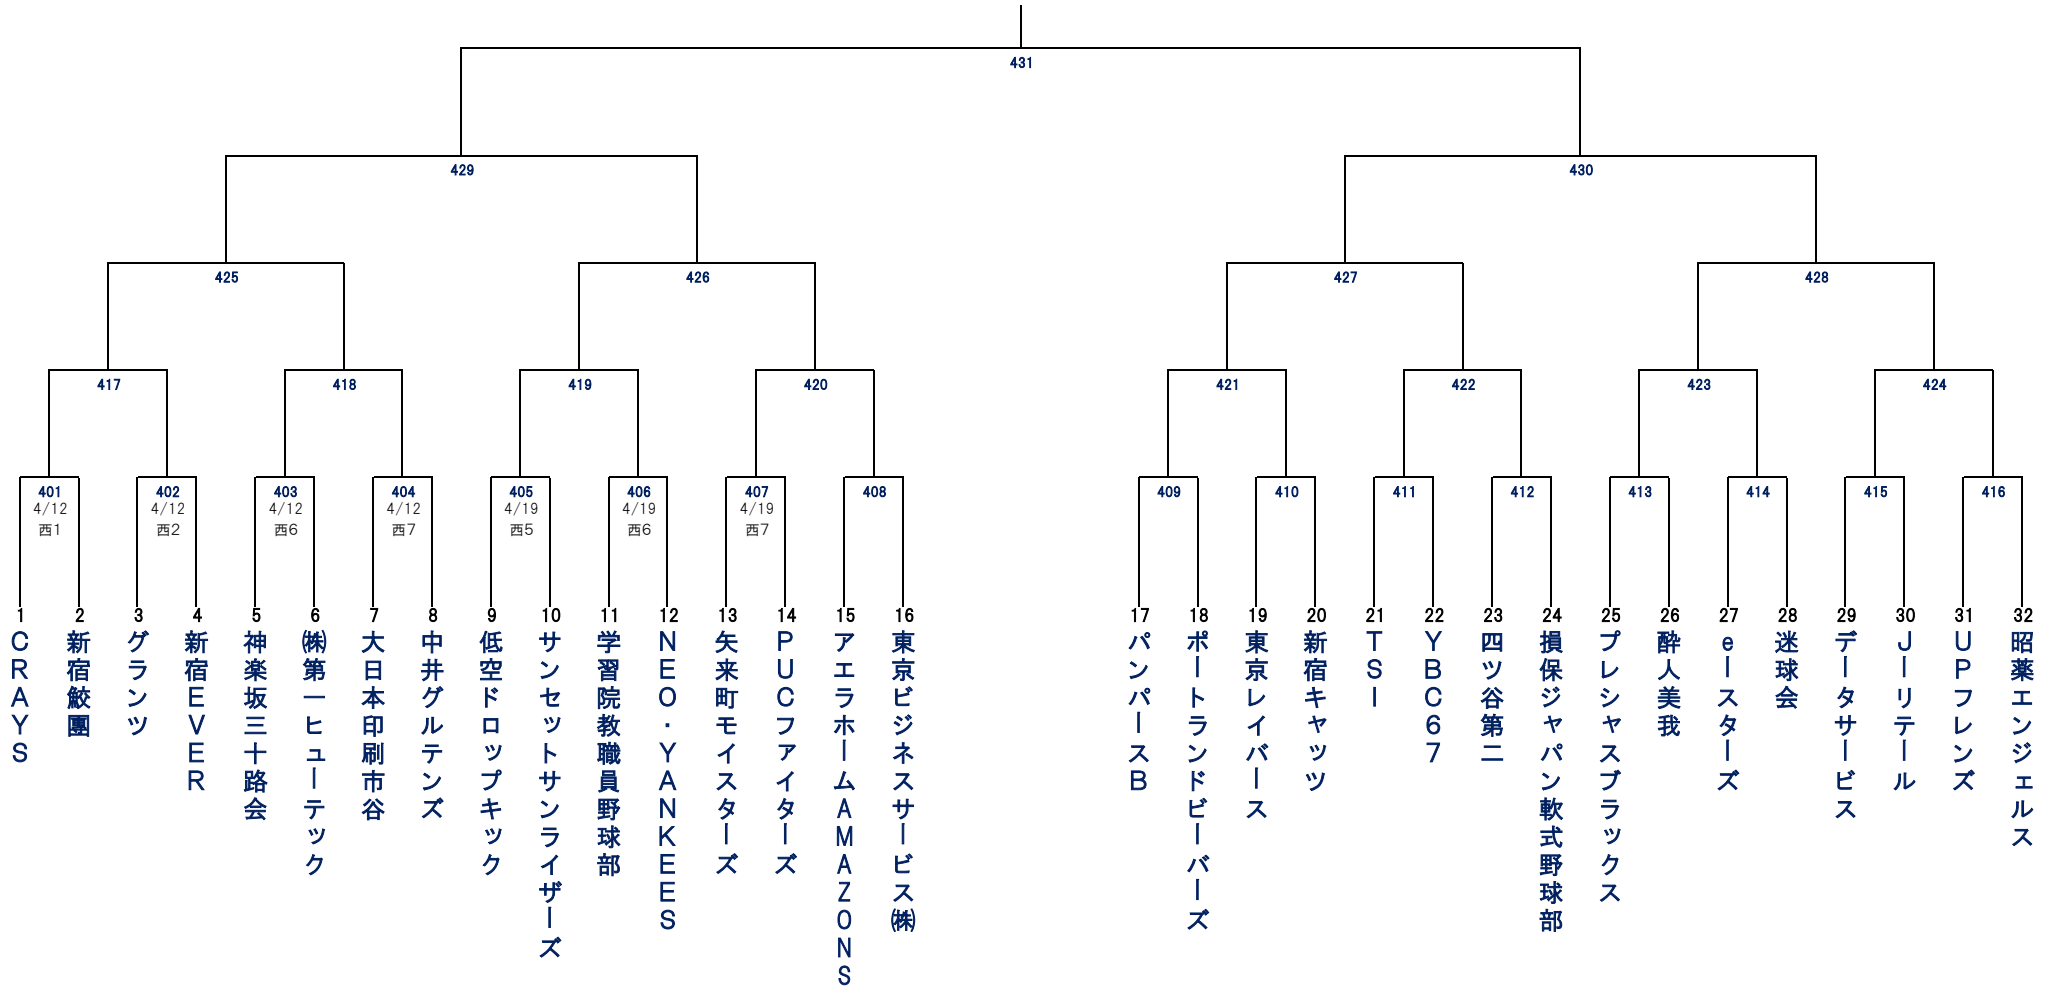 431
429
430
425
426
427
428
417
418
419
420
421
422
423
424
401
4/12
西1
402
4/12
西2
403
4/12
西6
404
4/12
西7
405
4/19
西5
406
4/19
西6
407
4/19
西7
408
409
410
411
412
413
414
415
416
1
CRAYS
2
新宿鮫團
3
グランツ
4
新宿EVER
5
神楽坂三十路会
6
㈱第一ヒューテック
7
大日本印刷市谷
8
中井グルテンズ
9
低空ドロップキック
10
サンセットサンライザーズ
11
学習院教職員野球部
12
NEO・YANKEES
13
矢来町モイスターズ
14
PUCファイターズ
15
アエラホームAMAZONS
16
東京ビジネスサービス㈱
17
パンパースB
18
ポートランドビーバーズ
19
東京レイバース
20
新宿キャッツ
21
TSI
22
YBC67
23
四ツ谷第二
24
損保ジャパン軟式野球部
25
プレシャスブラックス
26
酔人美我
27
eースターズ
28
迷球会
29
データサービス
30
Jーリテール
31
UPフレンズ
32
昭薬エンジェルス